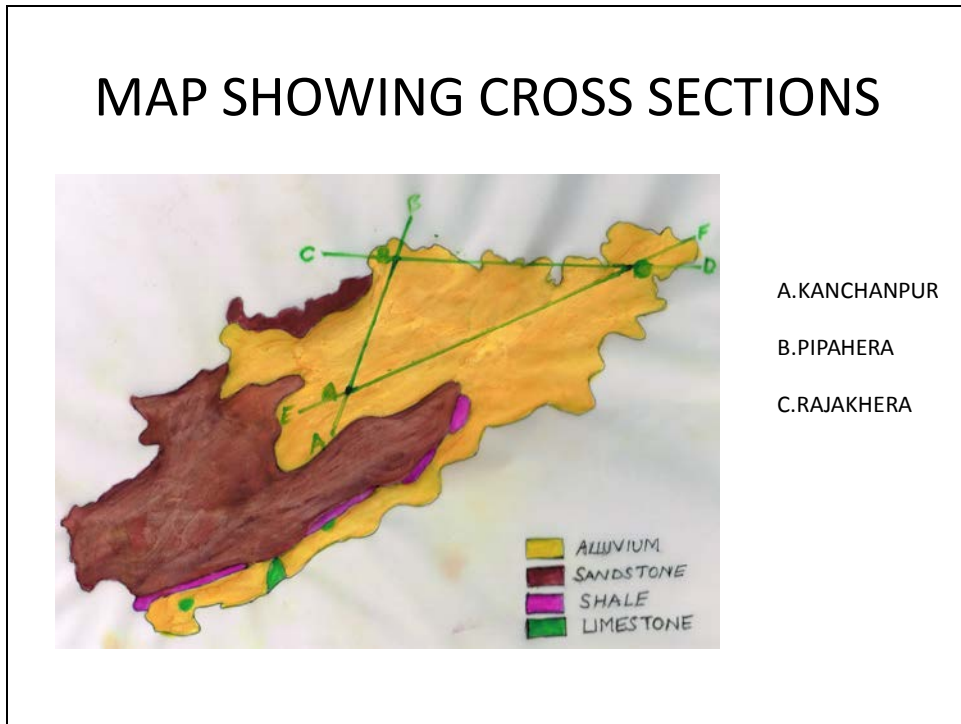 MAP SHOWING CROSS SECTIONS
B
C B F
C D
A
E
A
A.KANCHANPUR
B.PIPAHERA
C.RAJAKHERA
ALLUVIUM
SANDSTONE
SHALE
LIMESTONE